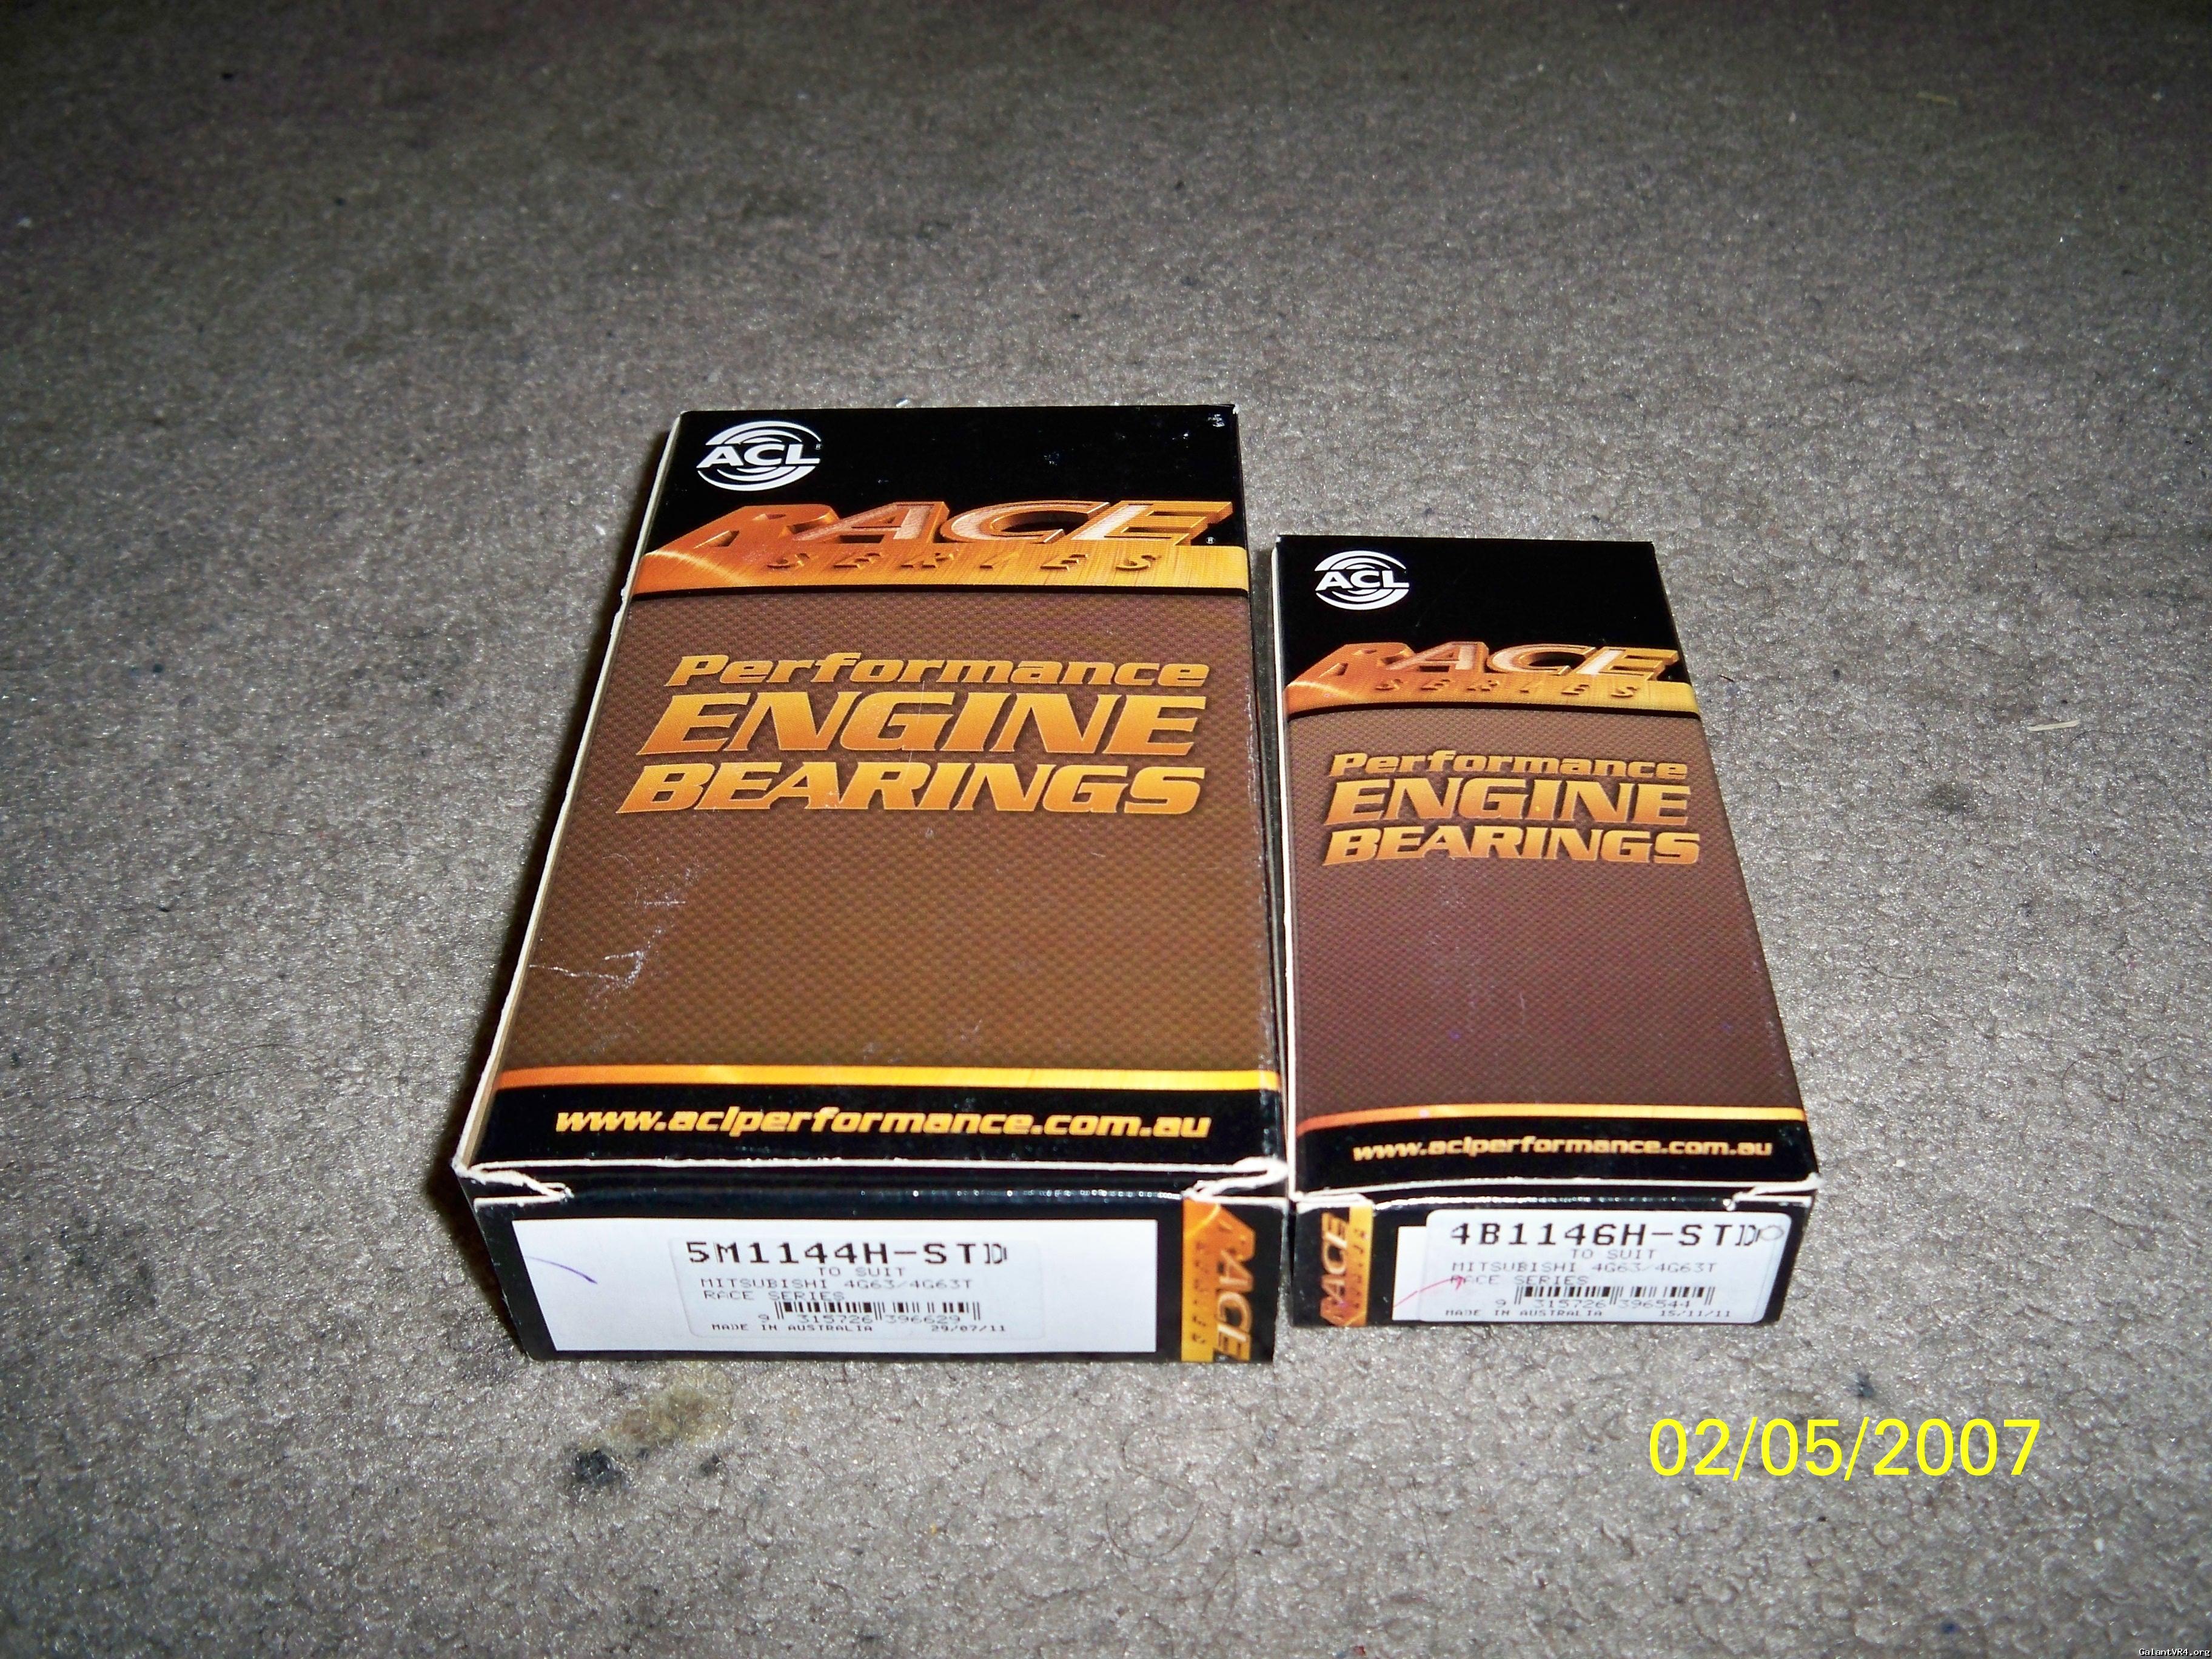 ACL
RACE
SERIES
Performance
ENGINE
BEARINGS
www.aclperformance.com.au
5M1144H-STD
TO SUIT
MITSUBISHI 4G63/4G63T
RACE SERIES
9 315726 396629
MADE IN AUSTRALIA 29/07/11
RACE
SERIES
ACL
RACE
SERIES
Performance
ENGINE
BEARINGS
www.aclperformance.com.au
RACE
SERIES
4B1146H-STD
TO SUIT
MITSUBISHI 4G63/4G63T
RACE SERIES
9 315726 396544
MADE IN AUSTRALIA 15/11/11
02/05/2007
GalantVR4.org